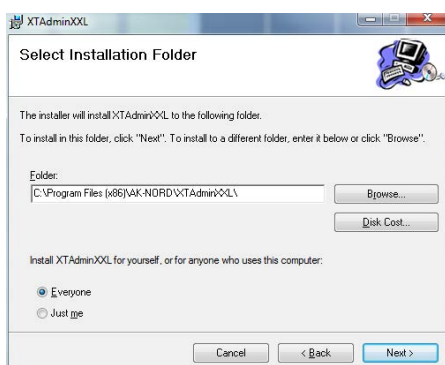 XTAdminXXL
Select Installation Folder
The installer will install XTAdminXXL to the following folder.
To install in this folder, click "Next". To install to a different folder, enter it below or click "Browse".
Folder:
C:\Program Files (x86)\AK-NORD\XTAdminXXL\
Browse...
Disk Cost...
Install XTAdminXXL for yourself, or for anyone who uses this computer:
Everyone
Just me
Cancel
< Back
Next >